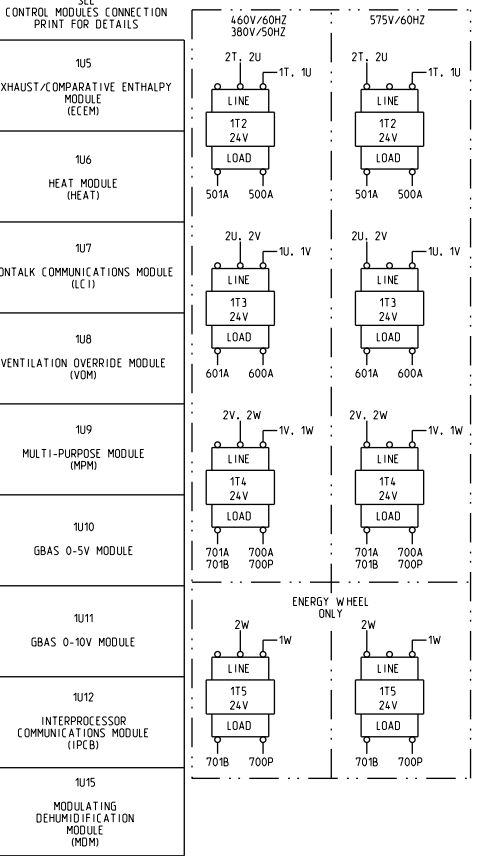 SEE
CONTROL MODULES CONNECTION
PRINT FOR DETAILS
1U5
XHAUST/COMPARATIVE ENTHALPY
MODULE
(ECEM)
1U6
HEAT MODULE
(HEAT)
1U7
ONTALK COMMUNICATIONS MODULE
(LCI)
1U8
VENTILATION OVERRIDE MODULE
(VOM)
1U9
MULTI-PURPOSE MODULE
(MPM)
1U10
GBAS 0-5V MODULE
1U11
GBAS 0-10V MODULE
1U12
INTERPROCESSOR
COMMUNICATIONS MODULE
(IPCB)
1U15
MODULATING
DEHUMIDIFICATION
MODULE
(MDM)
460V/60HZ
380V/50HZ
2T, 2U
1T, 1U
LINE
1T2
24V
LOAD
501A 500A
2U, 2V
1U, 1V
LINE
1T3
24V
LOAD
601A 600A
2V, 2W
1V, 1W
LINE
1T4
24V
LOAD
701A 700A
701B 700P
575V/60HZ
2T, 2U
1T, 1U
LINE
1T2
24V
LOAD
501A 500A
2U, 2V
1U, 1V
LINE
1T3
24V
LOAD
601A 600A
2V, 2W
1V, 1W
LINE
1T4
24V
LOAD
701A 700A
701B 700P
ENERGY WHEEL
ONLY
2W
1W
LINE
1T5
24V
LOAD
701B 700P
2W
1W
LINE
1T5
24V
LOAD
701B 700P